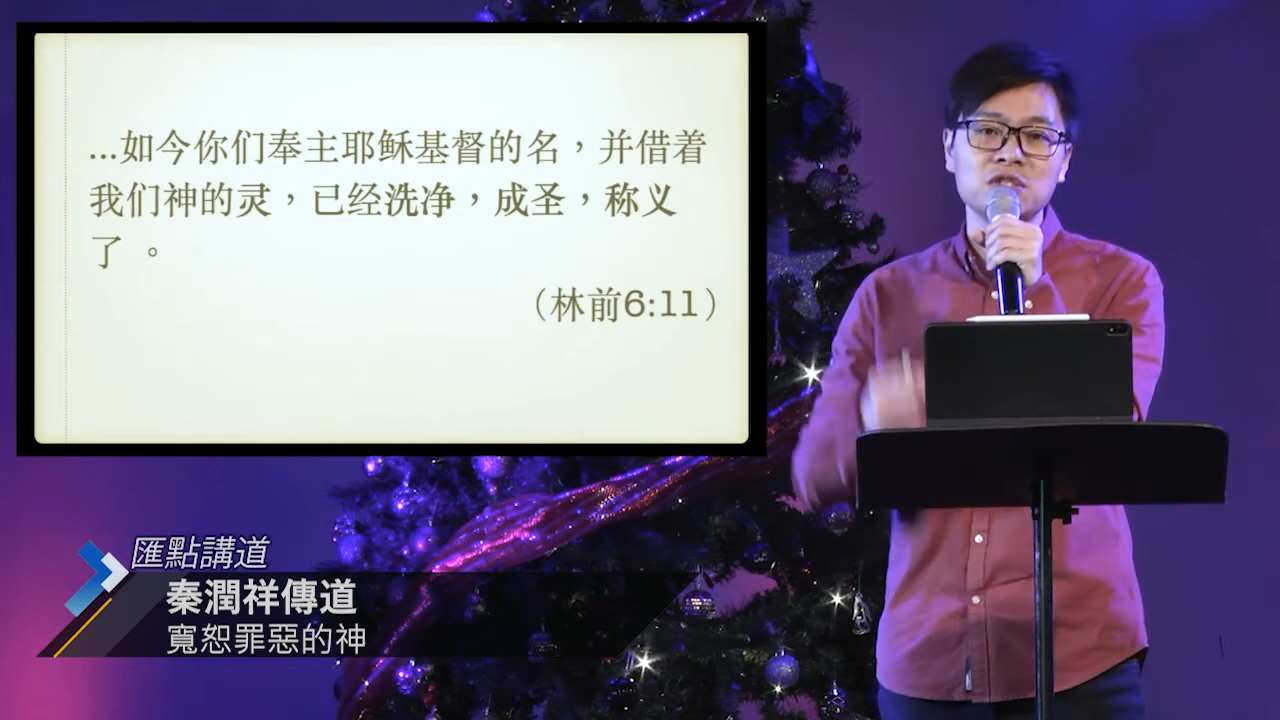 ...如今你们奉主耶稣基督的名，并借着
我们神的灵，已经洗净，成圣，称义
了 。
（林前6:11）
匯點講道
秦潤祥傳道
寬恕罪惡的神